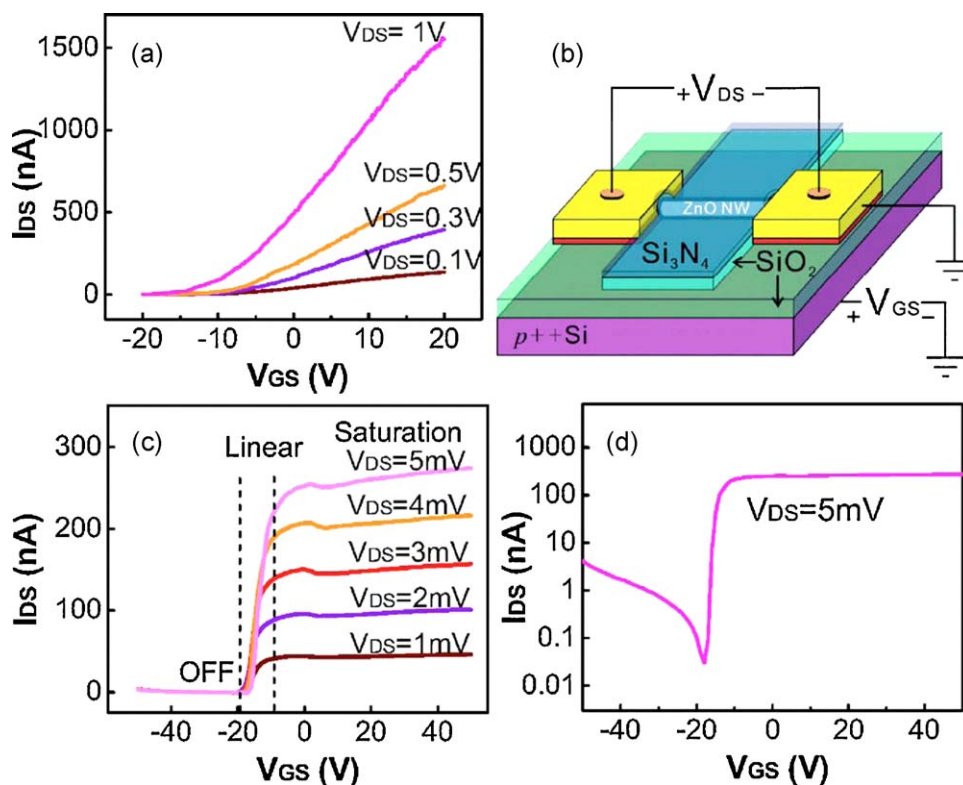 (a)
VDS= 1V
VDS=0.5V
VDS=0.3V
VDS=0.1V
1500
1000
500
0
IDS (nA)
-20 -10 0 10 20
VGS (V)
(b)
+VDS−
ZnO NW
Si3N4
←SiO2
↓
p++Si
+ VGS −
(c)
Linear
Saturation
VDS=5mV
VDS=4mV
VDS=3mV
VDS=2mV
VDS=1mV
OFF
300
200
100
0
IDS (nA)
-40 -20 0 20 40
VGS (V)
(d)
VDS=5mV
1000
100
10
1
0.1
0.01
IDS (nA)
-40 -20 0 20 40
VGS (V)